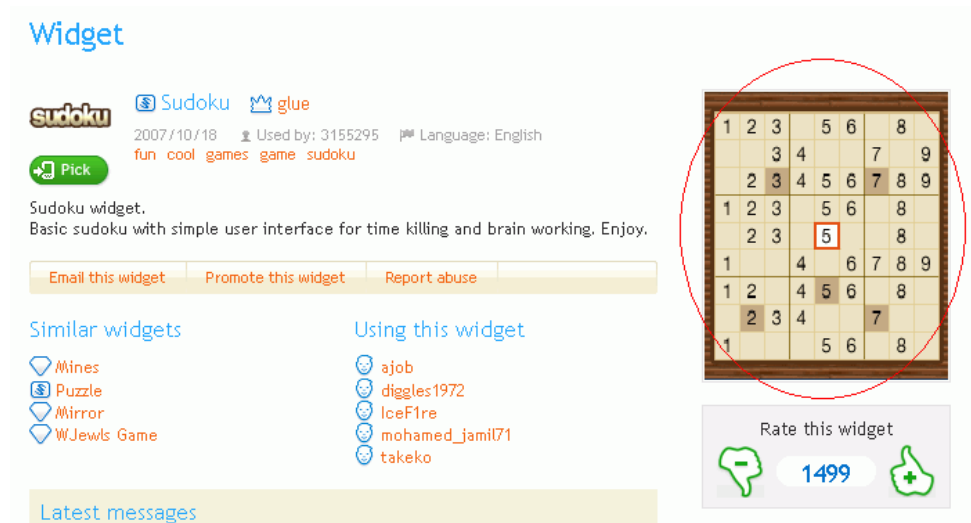 Widget
sudoku
Sudoku glue
2007/10/18 Used by: 3155295 Language: English
fun cool games game sudoku
Pick
Sudoku widget.
Basic sudoku with simple user interface for time killing and brain working. Enjoy.
Email this widget Promote this widget Report abuse
Similar widgets
Mines
Puzzle
Mirror
WJewls Game
Using this widget
ajob
diggles1972
IceF1re
mohamed_jamil71
takeko
Latest messages
1 2 3 5 6 8
3 4 7 9
2 3 4 5 6 7 8 9
1 2 3 5 6 8
2 3 5 8
1 4 6 7 8 9
1 2 4 5 6 8
2 3 4 7
1 5 6 8
Rate this widget
- 1499 +